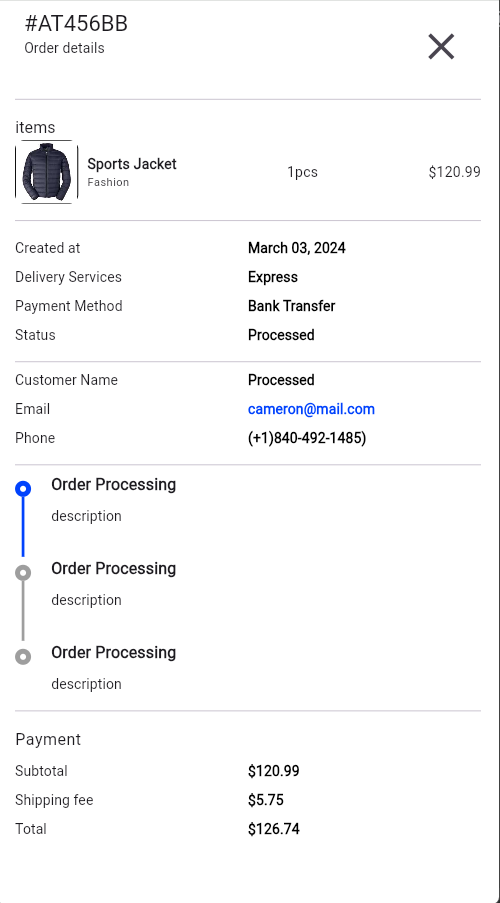 #AT456BB
Order details
items
Sports Jacket
Fashion
1pcs
$120.99
Created at March 03, 2024
Delivery Services Express
Payment Method Bank Transfer
Status Processed
Customer Name Processed
Email cameron@mail.com
Phone (+1)840-492-1485)
Order Processing
description
Order Processing
description
Order Processing
description
Payment
Subtotal $120.99
Shipping fee $5.75
Total $126.74